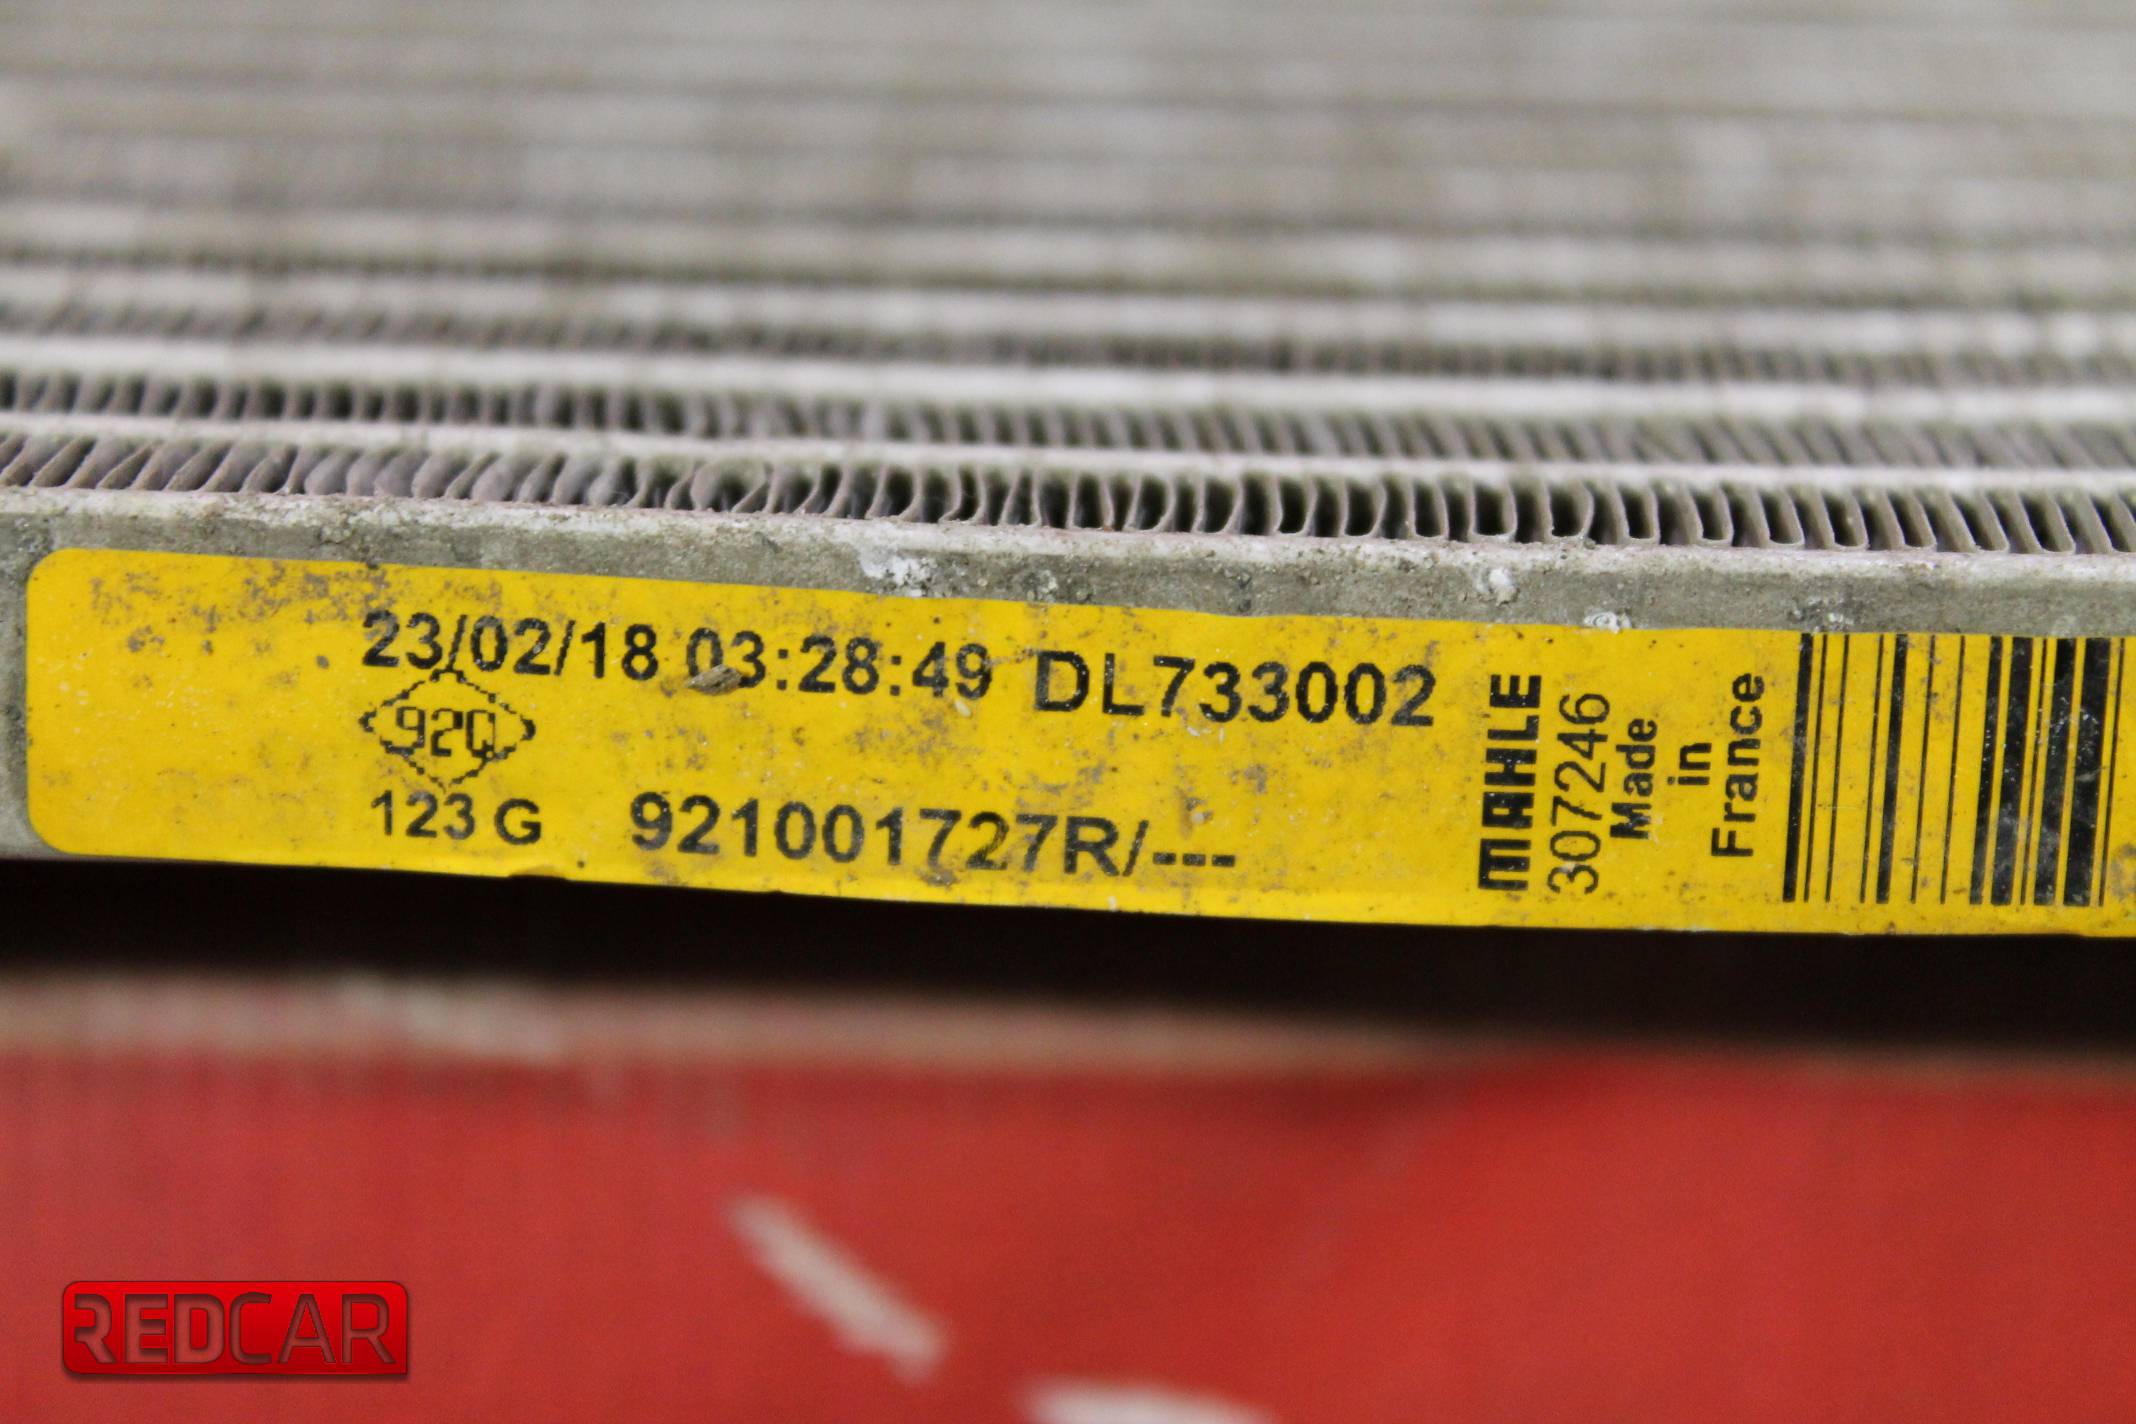 23/02/18 03:28:49 DL733002
920
123 G 921001727R/---
MAHLE
307246
Made
in
France
REDCAR